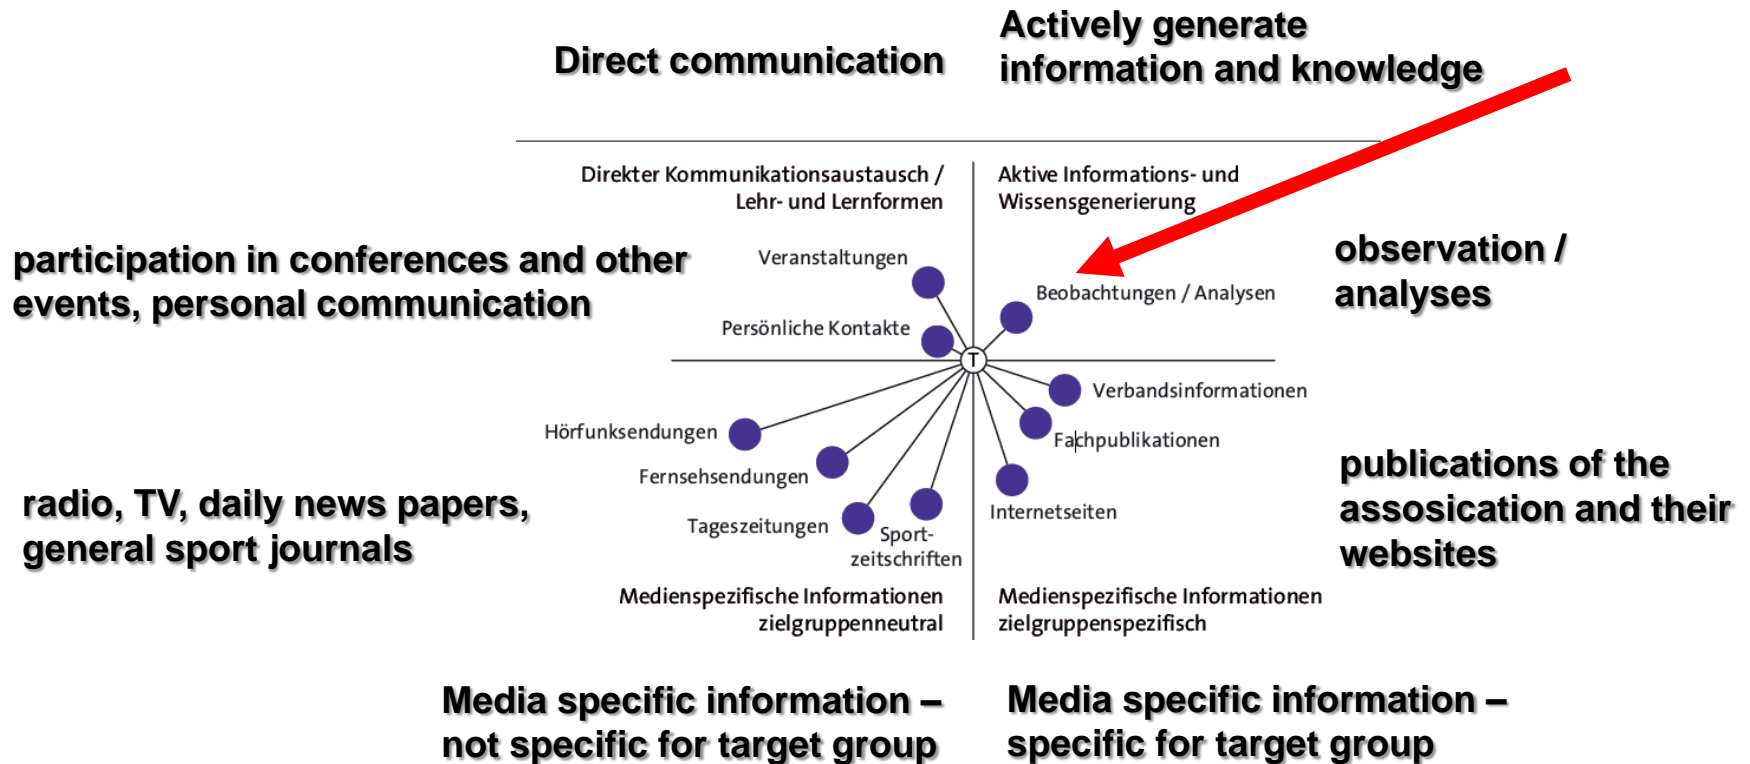 Direct communication
Actively generate
information and knowledge
Direkter Kommunikationsaustausch /
Lehr- und Lernformen
Aktive Informations- und
Wissensgenerierung
participation in conferences and other
events, personal communication
Veranstaltungen
Persönliche Kontakte
Beobachtungen / Analysen
observation /
analyses
T
Hörfunksendungen
Fernsehsendungen
Tageszeitungen
Sport-
zeitschriften
Verbandsinformationen
Fachpublikationen
Internetseiten
radio, TV, daily news papers,
general sport journals
publications of the
assosication and their
websites
Medienspezifische Informationen
zielgruppenneutral
Medienspezifische Informationen
zielgruppenspezifisch
Media specific information –
not specific for target group
Media specific information –
specific for target group